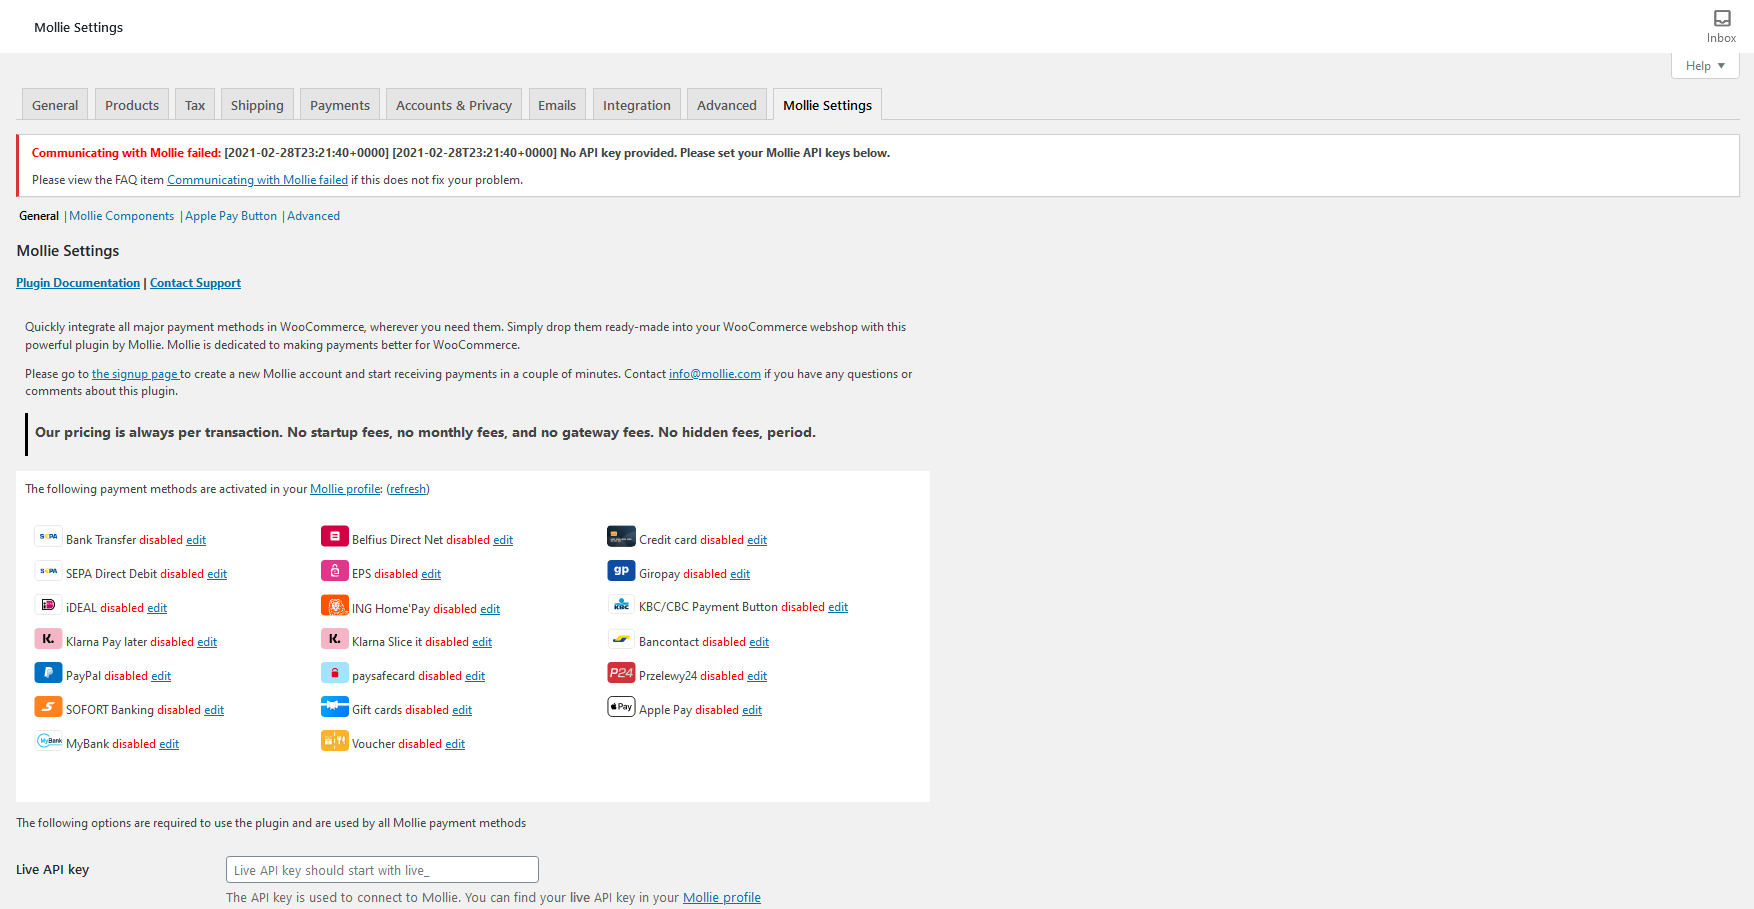 Mollie Settings
Inbox
Help ▼
General Products Tax Shipping Payments Accounts & Privacy Emails Integration Advanced Mollie Settings
Communicating with Mollie failed: [2021-02-28T23:21:40+0000] [2021-02-28T23:21:40+0000] No API key provided. Please set your Mollie API keys below.
Please view the FAQ item Communicating with Mollie failed if this does not fix your problem.
General | Mollie Components | Apple Pay Button | Advanced
Mollie Settings
Plugin Documentation | Contact Support
Quickly integrate all major payment methods in WooCommerce, wherever you need them. Simply drop them ready-made into your WooCommerce webshop with this
powerful plugin by Mollie. Mollie is dedicated to making payments better for WooCommerce.
Please go to the signup page to create a new Mollie account and start receiving payments in a couple of minutes. Contact info@mollie.com if you have any questions or
comments about this plugin.
Our pricing is always per transaction. No startup fees, no monthly fees, and no gateway fees. No hidden fees, period.
The following payment methods are activated in your Mollie profile: (refresh)
SEPA Bank Transfer disabled edit Belfius Direct Net disabled edit Credit card disabled edit
SEPA SEPA Direct Debit disabled edit EPS disabled edit gp Giropay disabled edit
iDEAL disabled edit ING Home'Pay disabled edit KBC KBC/CBC Payment Button disabled edit
K. Klarna Pay later disabled edit K. Klarna Slice it disabled edit Bancontact disabled edit
PayPal disabled edit paysafecard disabled edit P24 Przelewy24 disabled edit
SOFORT Banking disabled edit Gift cards disabled edit Pay Apple Pay disabled edit
MyBank MyBank disabled edit Voucher disabled edit
The following options are required to use the plugin and are used by all Mollie payment methods
Live API key Live API key should start with live_
The API key is used to connect to Mollie. You can find your live API key in your Mollie profile